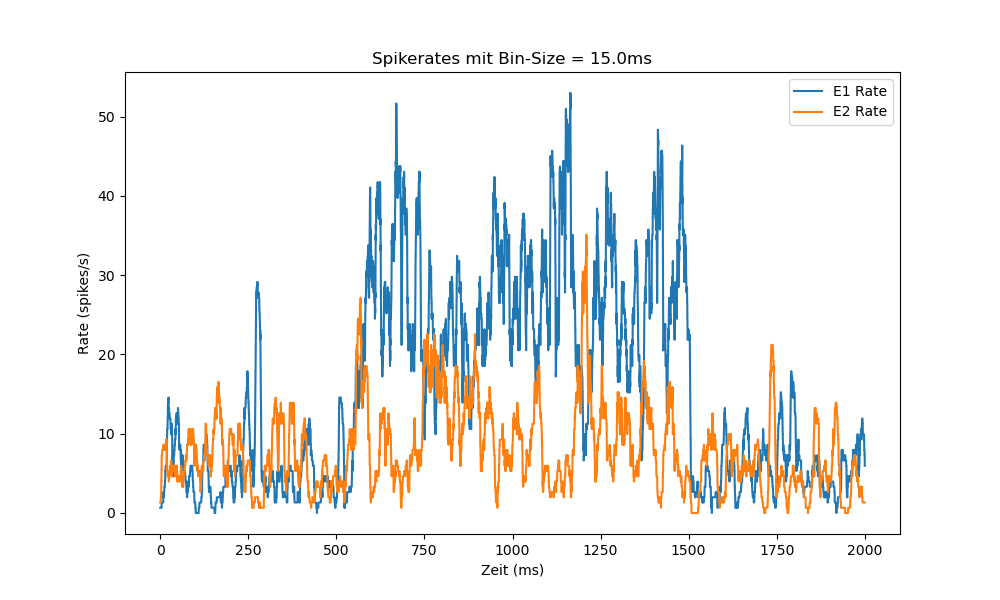 Spikerates mit Bin-Size = 15.0ms
E1 Rate
E2 Rate
Rate (spikes/s)
50
40
30
20
10
0
0 250 500 750 1000 1250 1500 1750 2000
Zeit (ms)